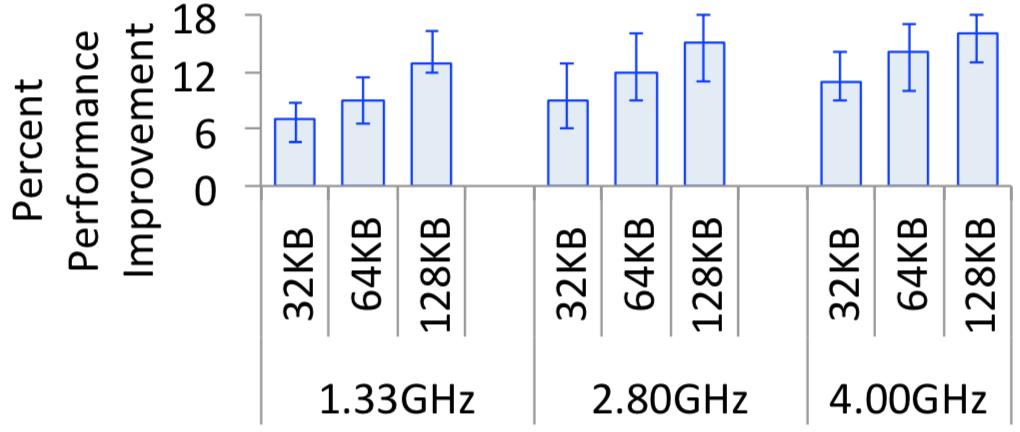 Percent
Performance
Improvement
18
12
6
0
32KB
64KB
128KB
32KB
64KB
128KB
32KB
64KB
128KB
1.33GHz
2.80GHz
4.00GHz